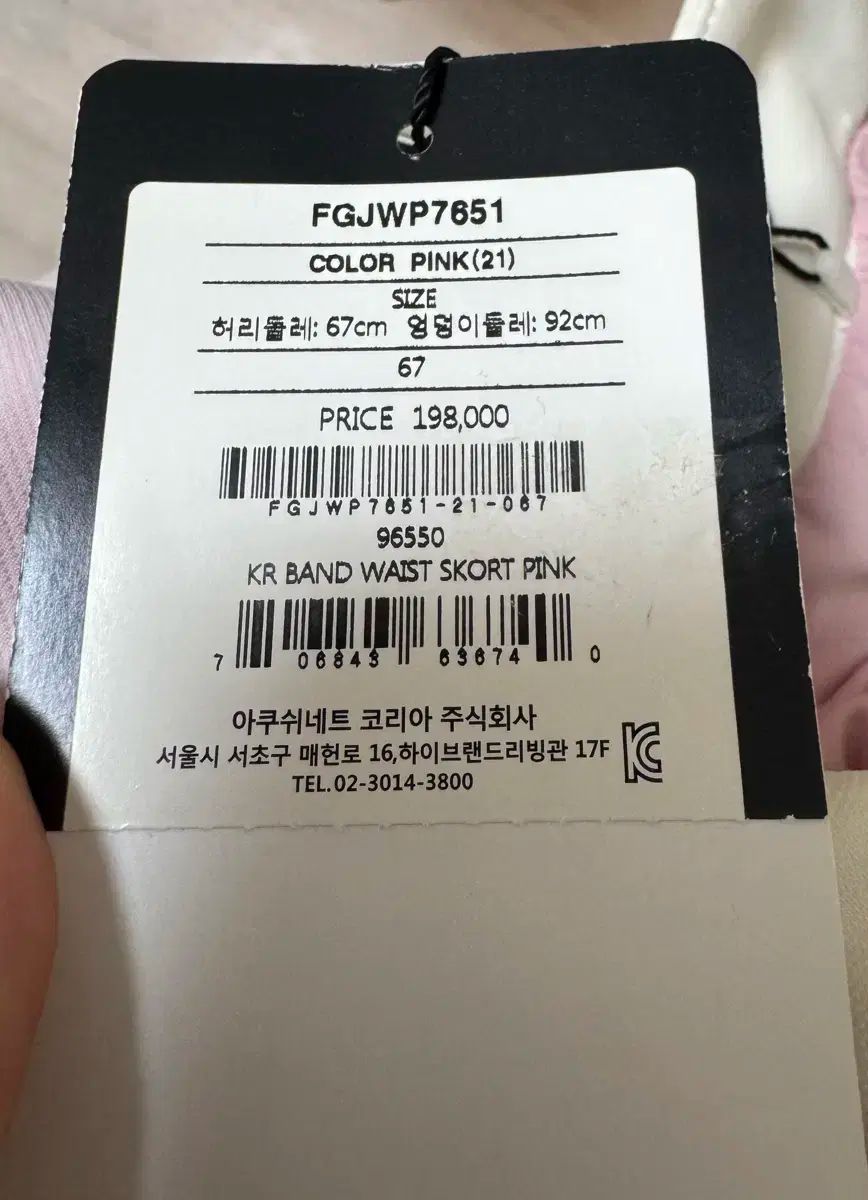 FGJWP7651
COLOR PINK(21)
SIZE
허리둘레: 67cm 엉덩이둘레: 92cm
67
PRICE 198,000
FGJWP7651-21-067
96550
KR BAND WAIST SKORT PINK
7 06843 63674 0
아쿠쉬네트 코리아 주식회사
서울시 서초구 매헌로 16,하이브랜드리빙관 17F
TEL.02-3014-3800
KC